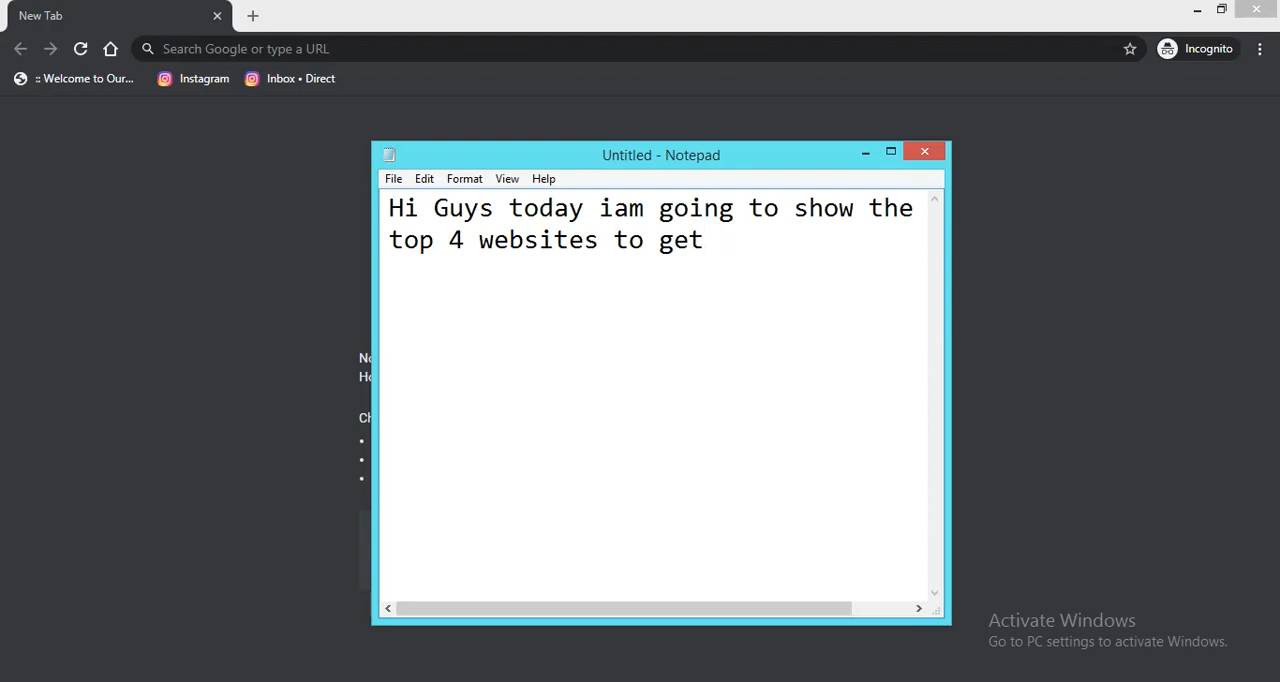 New Tab
Search Google or type a URL
Incognito
:: Welcome to Our...
Instagram
Inbox • Direct
Untitled - Notepad
File Edit Format View Help
Hi Guys today iam going to show the
top 4 websites to get
Activate Windows
Go to PC settings to activate Windows.